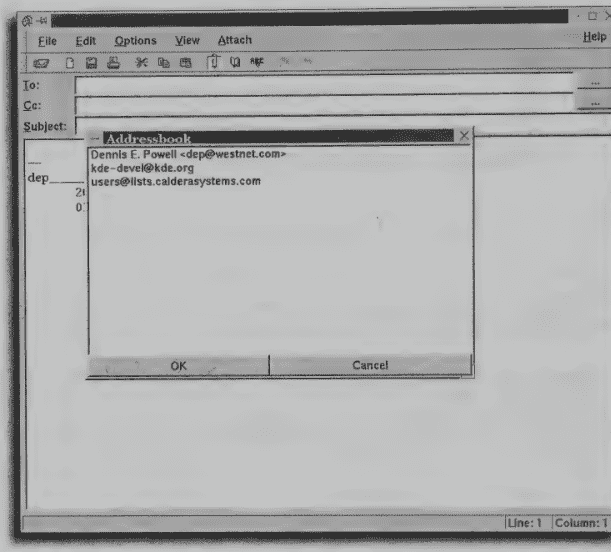 File Edit Options View Attach Help
ABC
To: ...
Cc: ...
Subject:
Addressbook
Dennis E. Powell <dep@westnet.com>
kde-devel@kde.org
users@lists.calderasystems.com
--
dep
OK Cancel
Line: 1 Column: 1